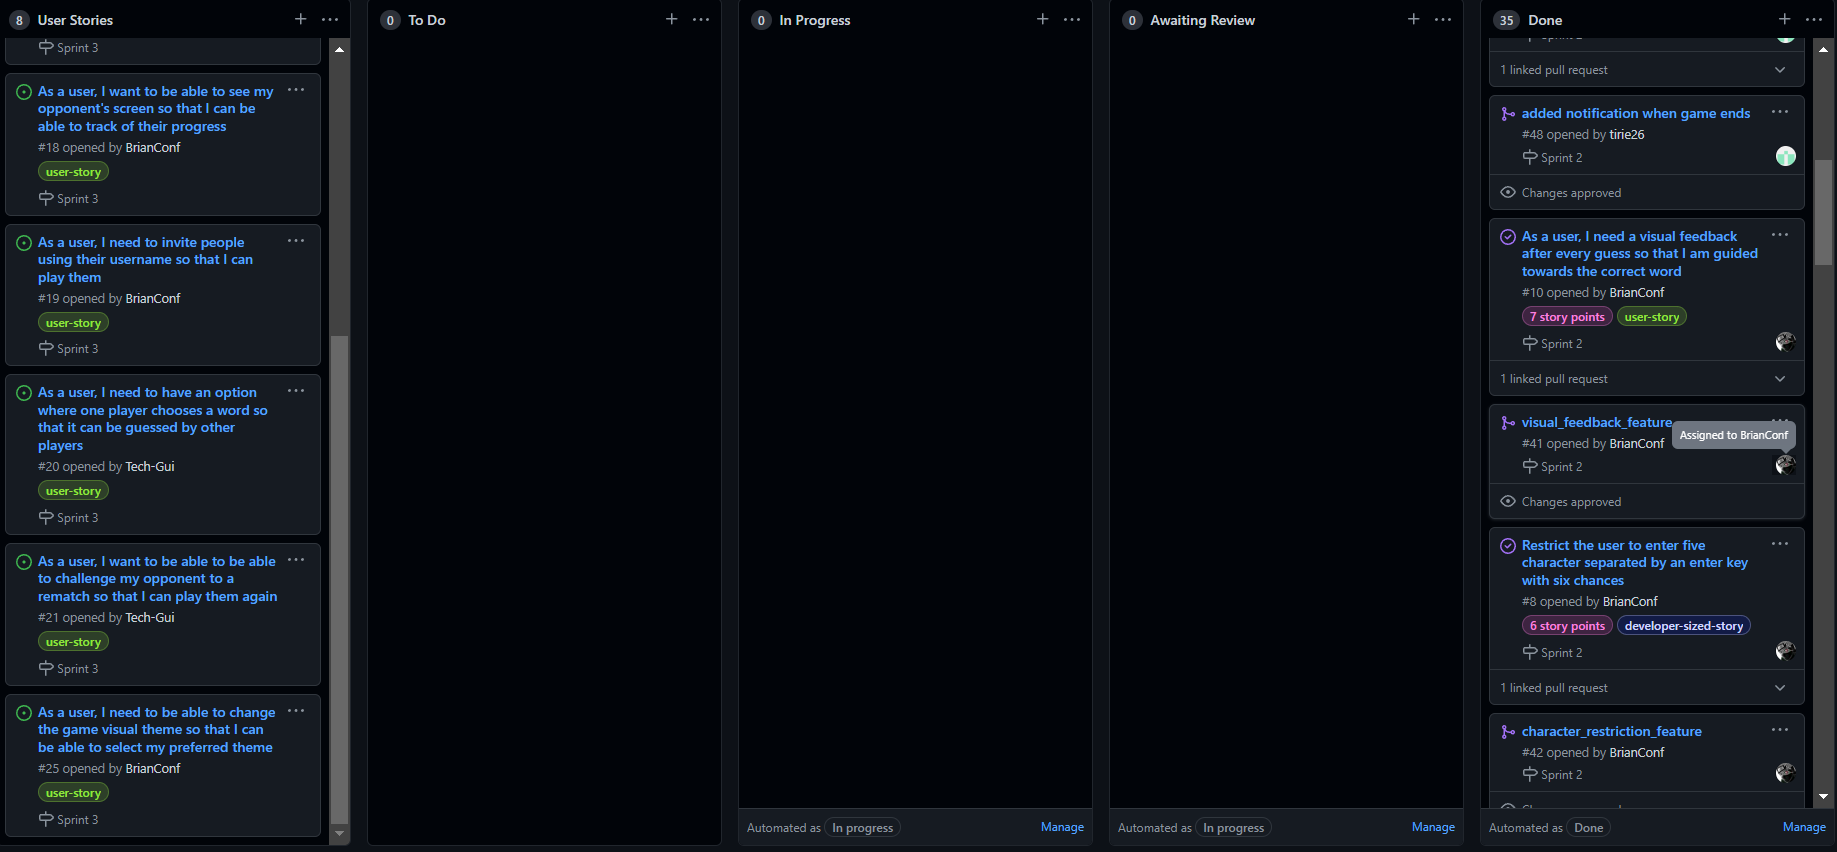 8 User Stories
Sprint 3
As a user, I want to be able to see my
opponent's screen so that I can be
able to track of their progress
#18 opened by BrianConf
user-story
Sprint 3
As a user, I need to invite people
using their username so that I can
play them
#19 opened by BrianConf
user-story
Sprint 3
As a user, I need to have an option
where one player chooses a word so
that it can be guessed by other
players
#20 opened by Tech-Gui
user-story
Sprint 3
As a user, I want to be able to be able
to challenge my opponent to a
rematch so that I can play them again
#21 opened by Tech-Gui
user-story
Sprint 3
As a user, I need to be able to change
the game visual theme so that I can
be able to select my preferred theme
#25 opened by BrianConf
user-story
Sprint 3
0 To Do
0 In Progress
Automated as In progress Manage
0 Awaiting Review
Automated as In progress Manage
35 Done
Sprint 2
1 linked pull request
added notification when game ends
#48 opened by tirie26
Sprint 2
Changes approved
As a user, I need a visual feedback
after every guess so that I am guided
towards the correct word
#10 opened by BrianConf
7 story points user-story
Sprint 2
1 linked pull request
visual_feedback_feature
#41 opened by BrianConf
Assigned to BrianConf
Sprint 2
Changes approved
Restrict the user to enter five
character separated by an enter key
with six chances
#8 opened by BrianConf
6 story points developer-sized-story
Sprint 2
1 linked pull request
character_restriction_feature
#42 opened by BrianConf
Sprint 2
Automated as Done Manage